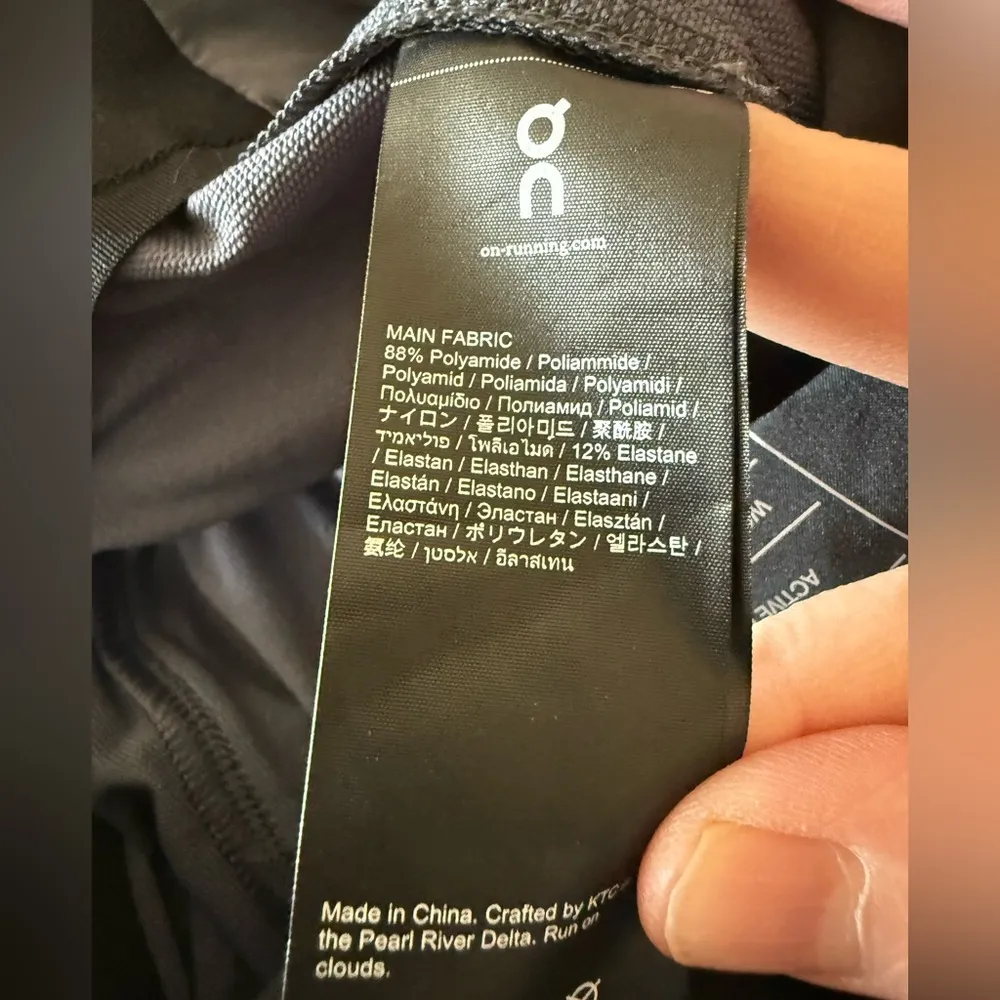 on
on-running.com
MAIN FABRIC
88% Polyamide / Poliammide /
Polyamid / Poliamida / Polyamidi /
Πολυαμίδιο / Полиамид / Poliamid /
ナイロン / 폴리아미드 / 聚酰胺 /
פוליאמיד / โพลีเอไมด์ / 12% Elastane
/ Elastan / Elasthan / Elasthane /
Elastán / Elastano / Elastaani /
Ελαστάνη / Эластан / Elasztán /
Еластан / ポリウレタン / 엘라스탄 /
氨纶 / אלסטן / อีลาสเทน
Made in China. Crafted by KTC
the Pearl River Delta. Run on
clouds.
ACTIVE